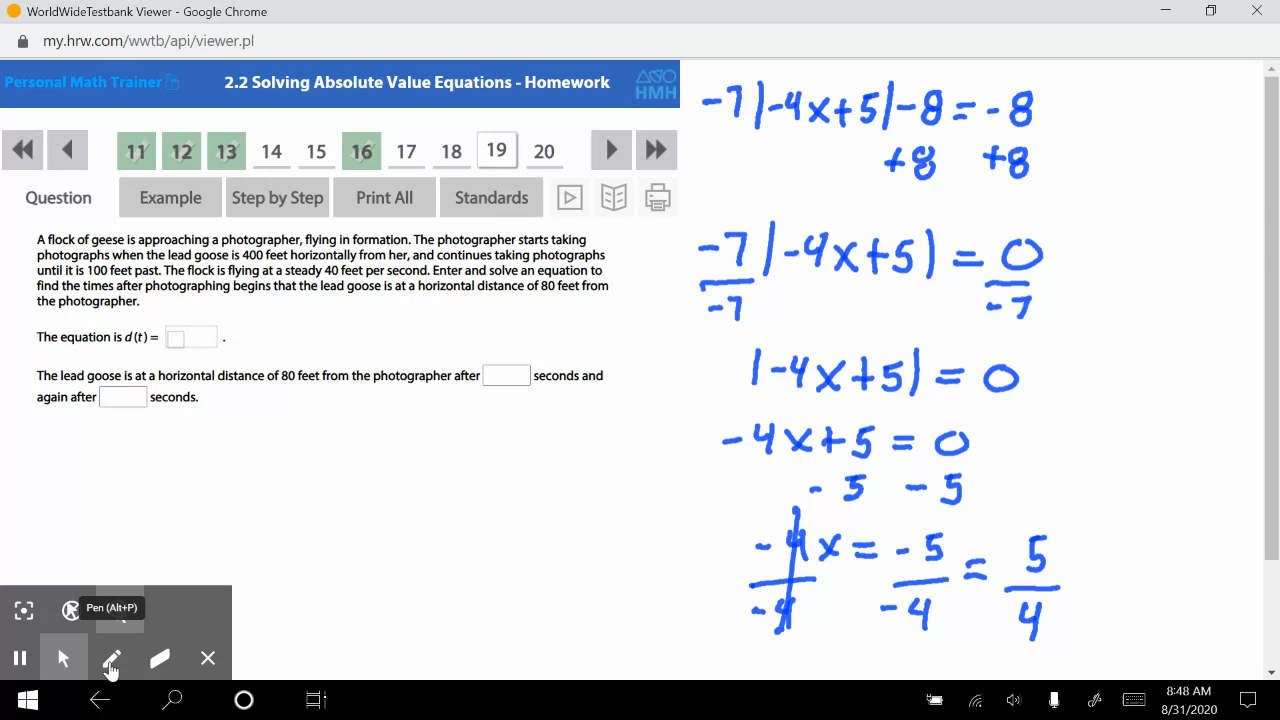 WorldWideTestbank Viewer - Google Chrome
my.hrw.com/wwtb/api/viewer.pl
Personal Math Trainer
2.2 Solving Absolute Value Equations - Homework
HMH
11 12 13 14 15 16 17 18 19 20
Question Example Step by Step Print All Standards
A flock of geese is approaching a photographer, flying in formation. The photographer starts taking
photographs when the lead goose is 400 feet horizontally from her, and continues taking photographs
until it is 100 feet past. The flock is flying at a steady 40 feet per second. Enter and solve an equation to
find the times after photographing begins that the lead goose is at a horizontal distance of 80 feet from
the photographer.
The equation is d (t) = .
The lead goose is at a horizontal distance of 80 feet from the photographer after seconds and
again after seconds.
-7|-4x+5|-8=-8
+8 +8
-7|-4x+5| = 0
-7 -7
|-4x+5| = 0
-4x+5 = 0
-5 -5
-4x = -5 = 5
-4 -4 4
Pen (Alt+P)
8:48 AM
8/31/2020